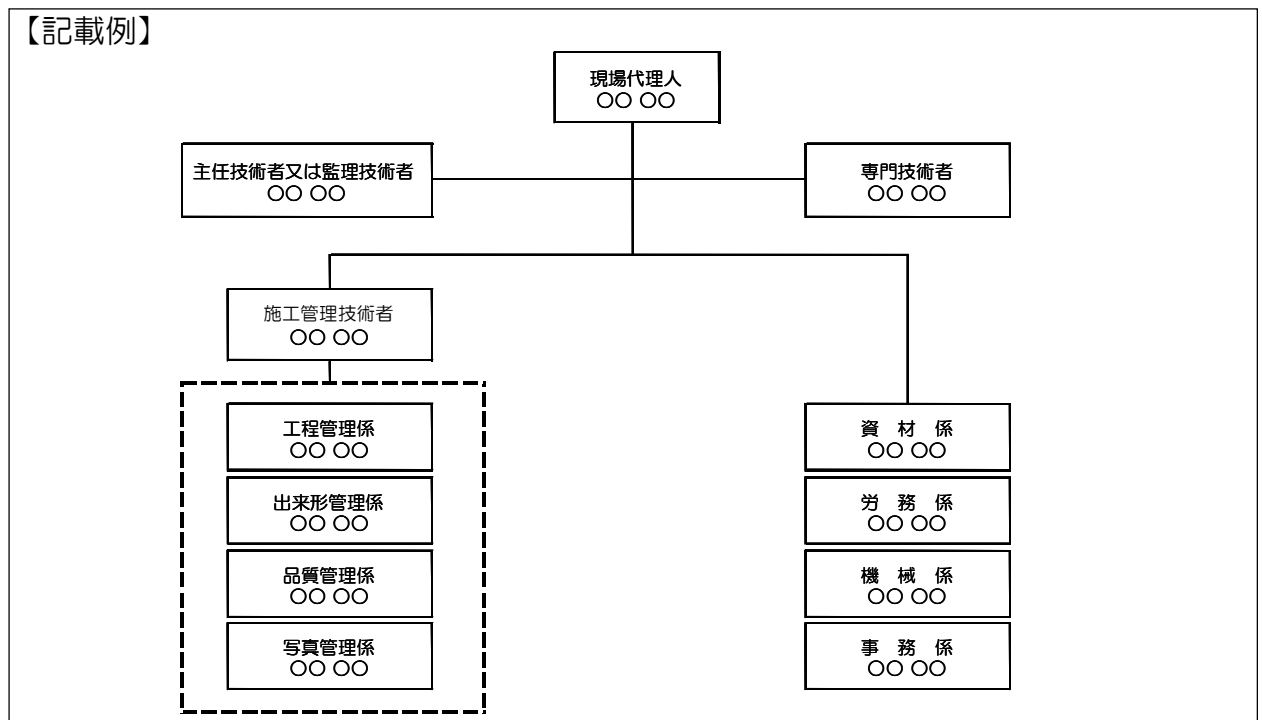 【記載例】
現場代理人
○○ ○○
主任技術者又は監理技術者
○○ ○○
専門技術者
○○ ○○
施工管理技術者
○○ ○○
工程管理係
○○ ○○
出来形管理係
○○ ○○
品質管理係
○○ ○○
写真管理係
○○ ○○
資　材　係
○○ ○○
労　務　係
○○ ○○
機　械　係
○○ ○○
事　務　係
○○ ○○